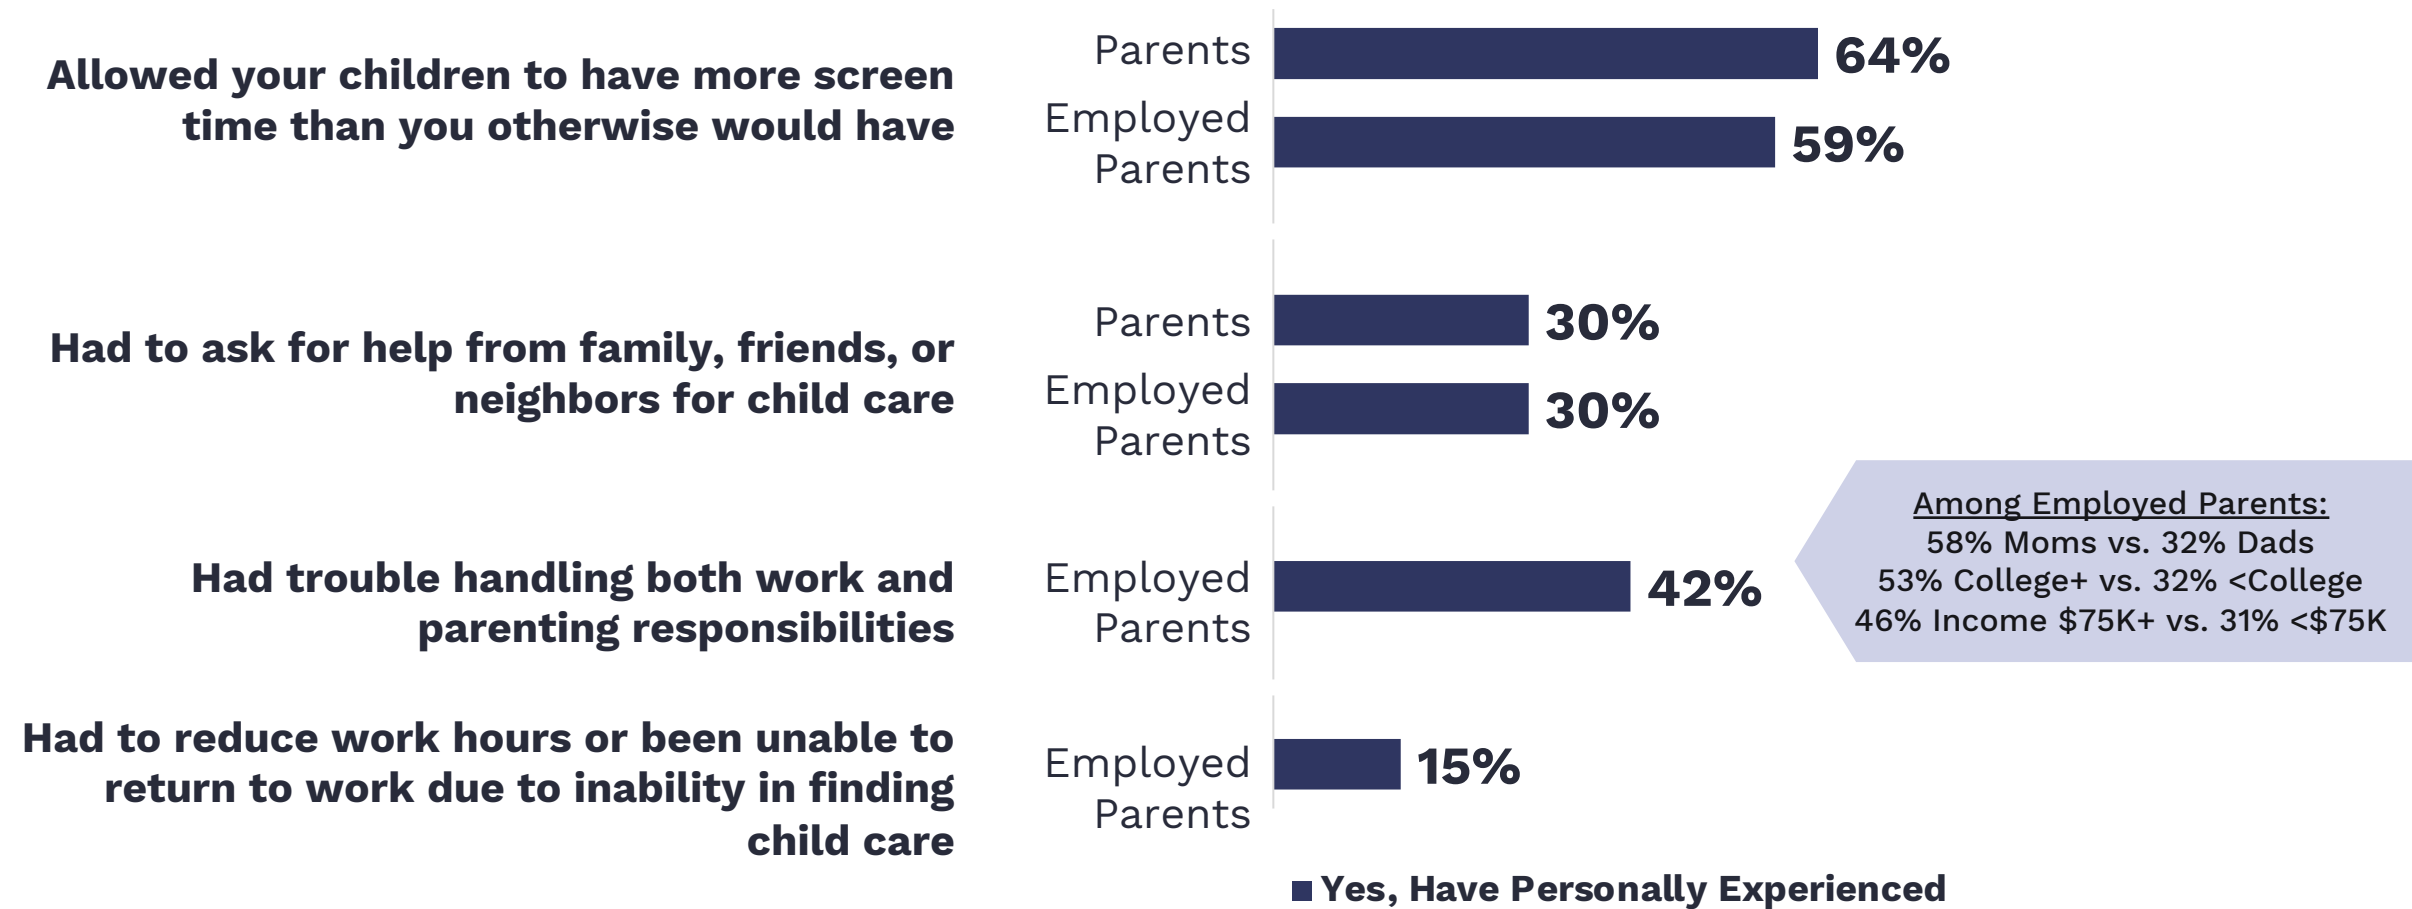 Allowed your children to have more screen
time than you otherwise would have
Parents
64%
Employed
Parents
59%
Had to ask for help from family, friends, or
neighbors for child care
Parents
30%
Employed
Parents
30%
Had trouble handling both work and
parenting responsibilities
Employed
Parents
42%
Among Employed Parents:
58% Moms vs. 32% Dads
53% College+ vs. 32% <College
46% Income $75K+ vs. 31% <$75K
Had to reduce work hours or been unable to
return to work due to inability in finding
child care
Employed
Parents
15%
Yes, Have Personally Experienced